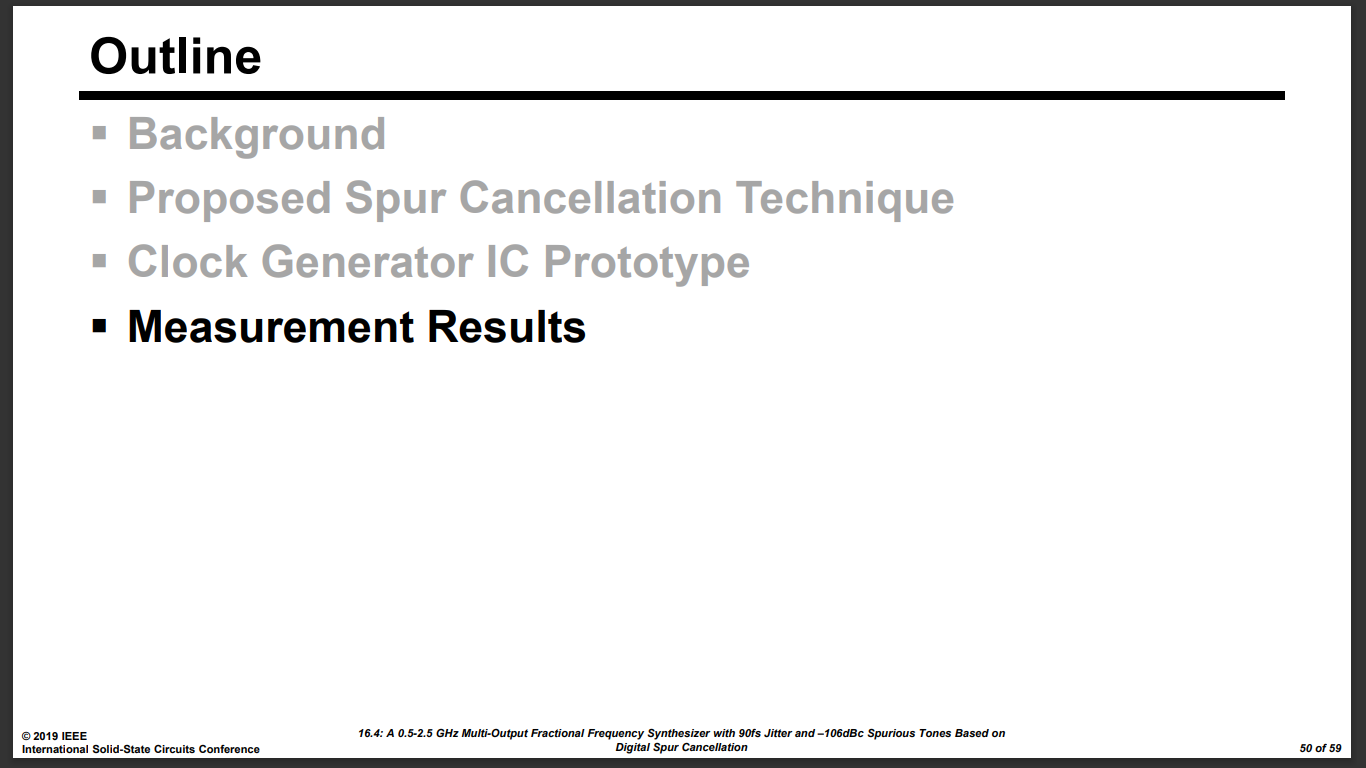 Outline
▪ Background
▪ Proposed Spur Cancellation Technique
▪ Clock Generator IC Prototype
▪ Measurement Results
© 2019 IEEE
International Solid-State Circuits Conference
16.4: A 0.5-2.5 GHz Multi-Output Fractional Frequency Synthesizer with 90fs Jitter and –106dBc Spurious Tones Based on
Digital Spur Cancellation
50 of 59